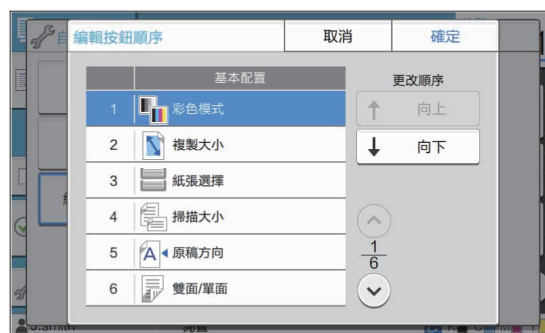 編輯按鈕順序
取消
確定
基本配置
更改順序
1 彩色模式
向上
2 複製大小
向下
3 紙張選擇
4 掃描大小
5 A 原稿方向
1
6
6 雙面/單面